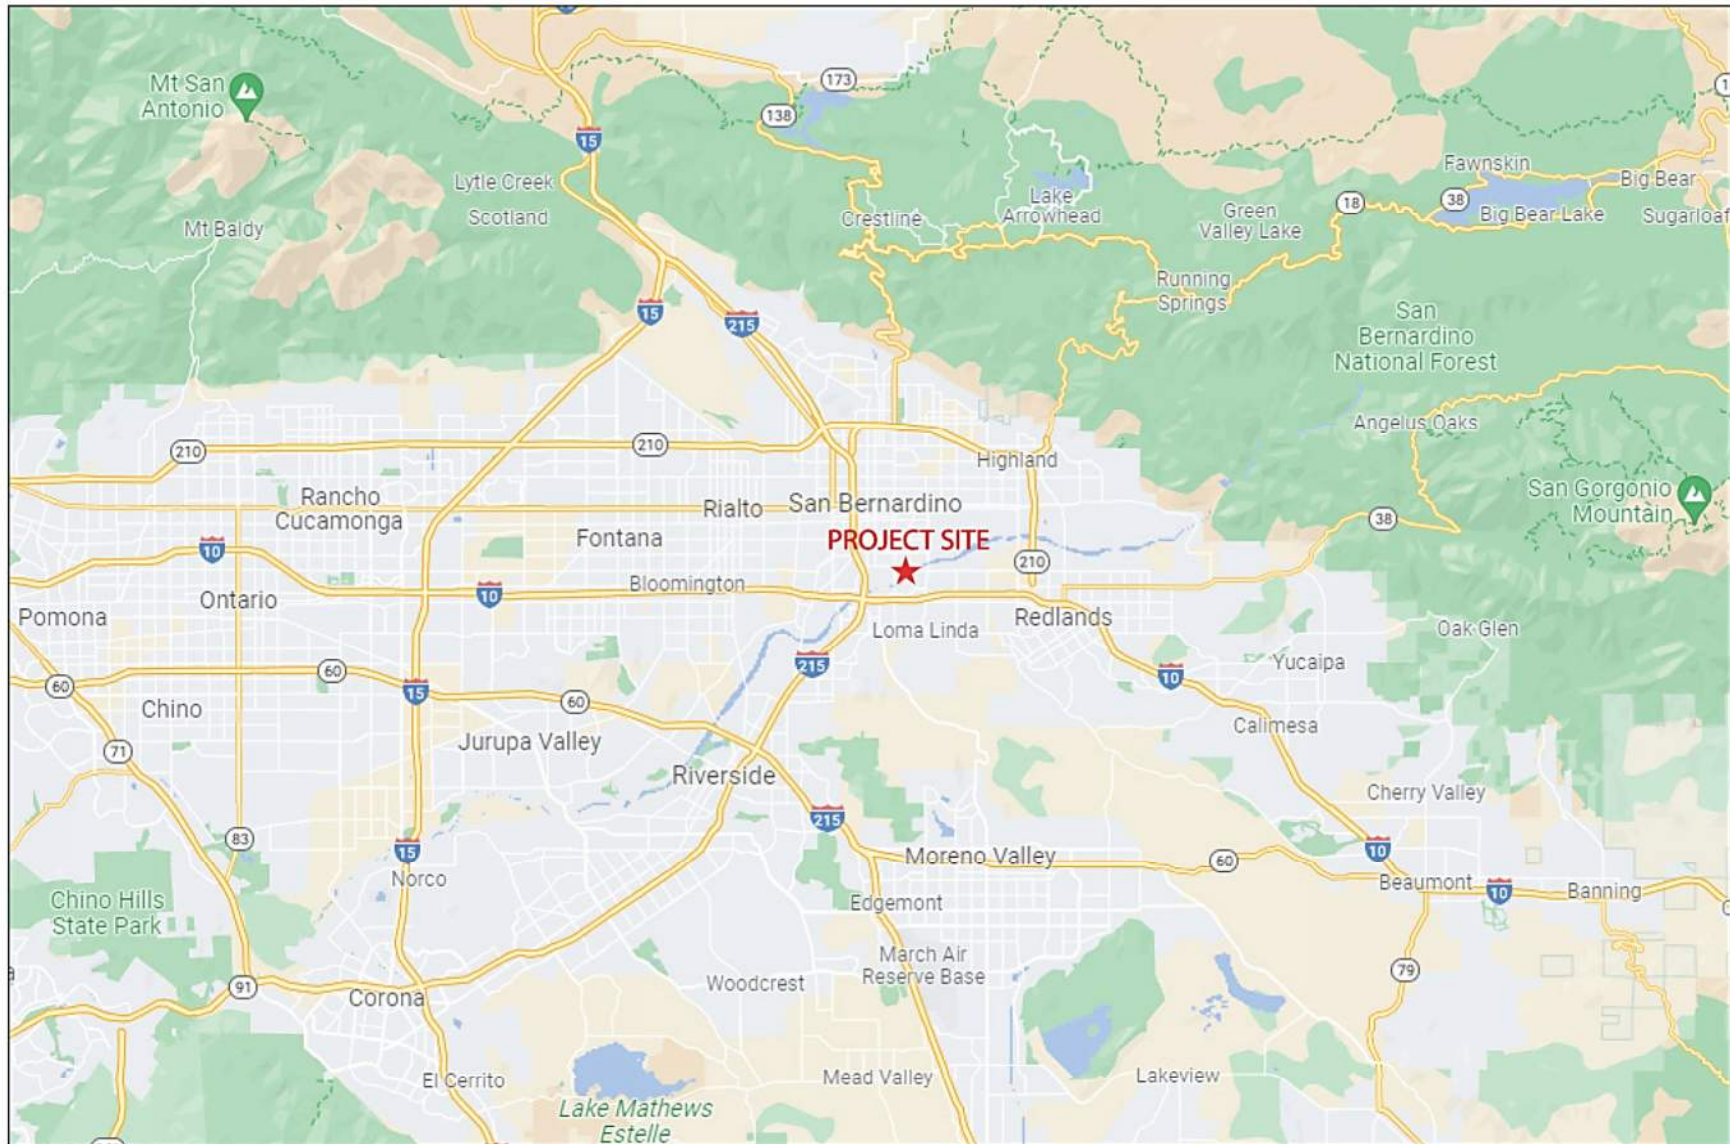 Mt San
Antonio
173
138
15
Lytle Creek
Scotland
Mt Baldy
Crestline
Lake
Arrowhead
Green
Valley Lake
18
38
Fawnskin
Big Bear
Big Bear Lake
Sugarloaf
Running
Springs
15
215
San
Bernardino
National Forest
Angelus Oaks
210
210
Highland
Rancho
Cucamonga
Rialto
San Bernardino
San Gorgonio
Mountain
38
Fontana
PROJECT SITE
10
210
Bloomington
10
Ontario
Pomona
Redlands
Loma Linda
Oak Glen
Yucaipa
60
60
15
215
10
60
Chino
Calimesa
71
Jurupa Valley
Riverside
Cherry Valley
215
83
15
10
Moreno Valley
60
Norco
Beaumont
10
Banning
Chino Hills
State Park
Edgemont
March Air
Reserve Base
79
91
Corona
Woodcrest
El Cerrito
Mead Valley
Lakeview
Lake Mathews
Estelle